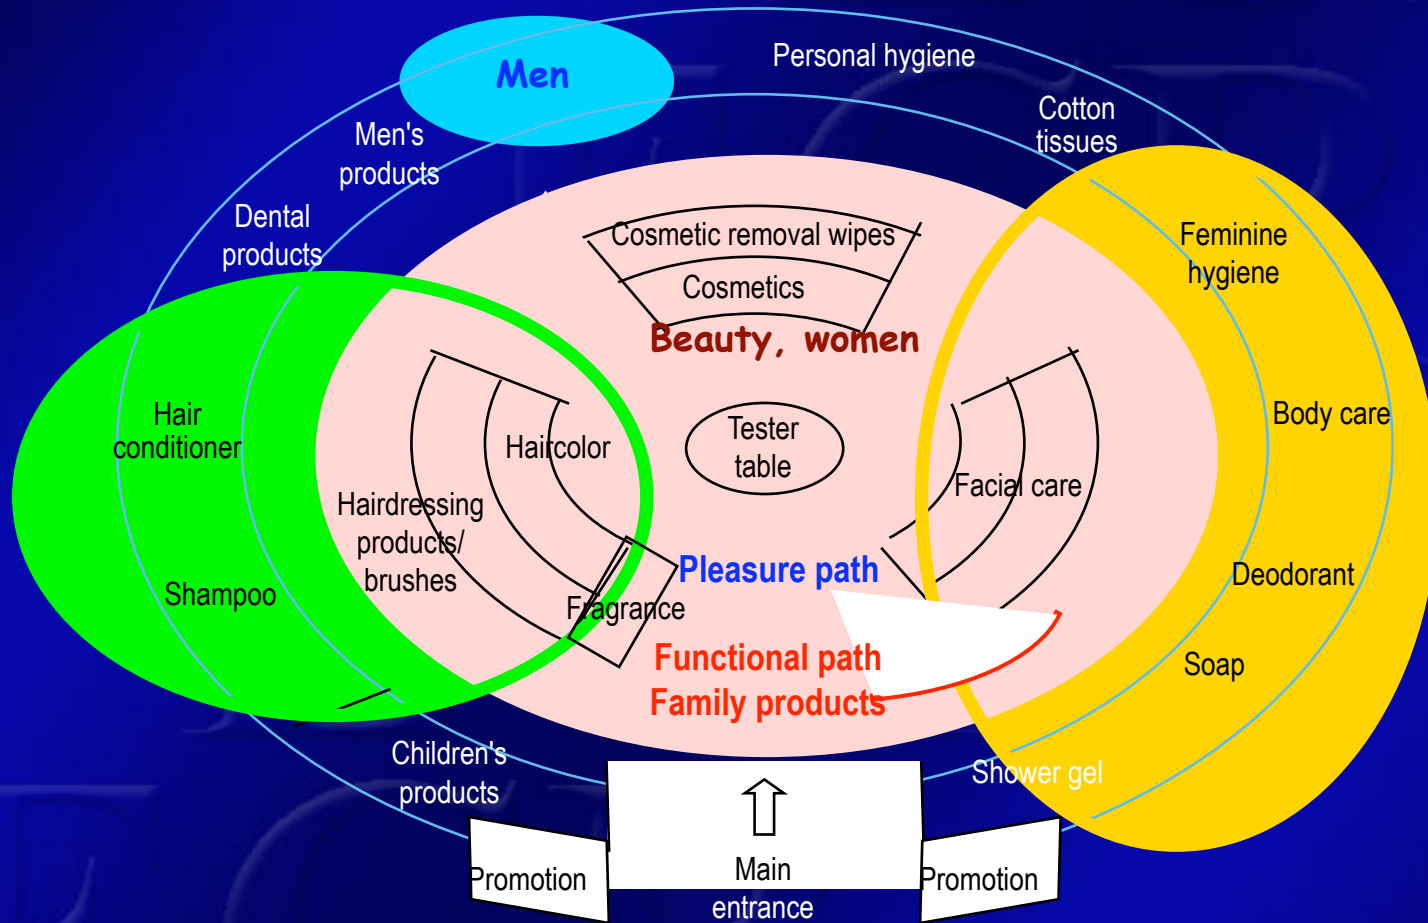 Men
Personal hygiene
Cotton
tissues
Men's
products
Dental
products
Cosmetic removal wipes
Cosmetics
Beauty, women
Feminine
hygiene
Hair
conditioner
Haircolor
Tester
table
Body care
Facial care
Hairdressing
products/
brushes
Shampoo
Fragrance
Pleasure path
Deodorant
Functional path
Family products
Soap
Children's
products
Shower gel
Promotion
Main
entrance
Promotion